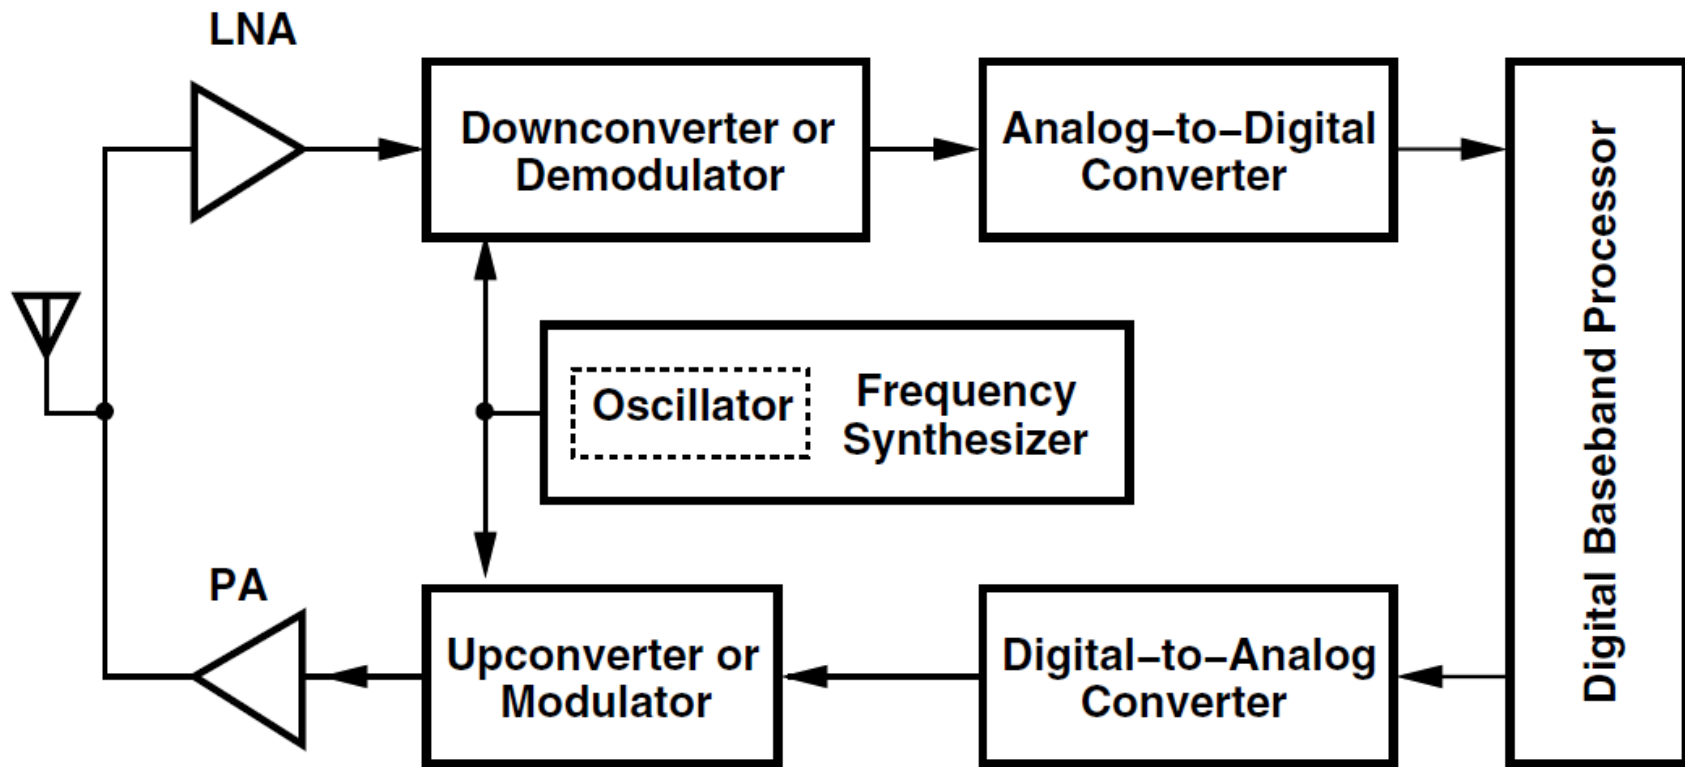 LNA
Downconverter or
Demodulator
Analog–to–Digital
Converter
Digital Baseband Processor
Oscillator
Frequency
Synthesizer
PA
Upconverter or
Modulator
Digital–to–Analog
Converter